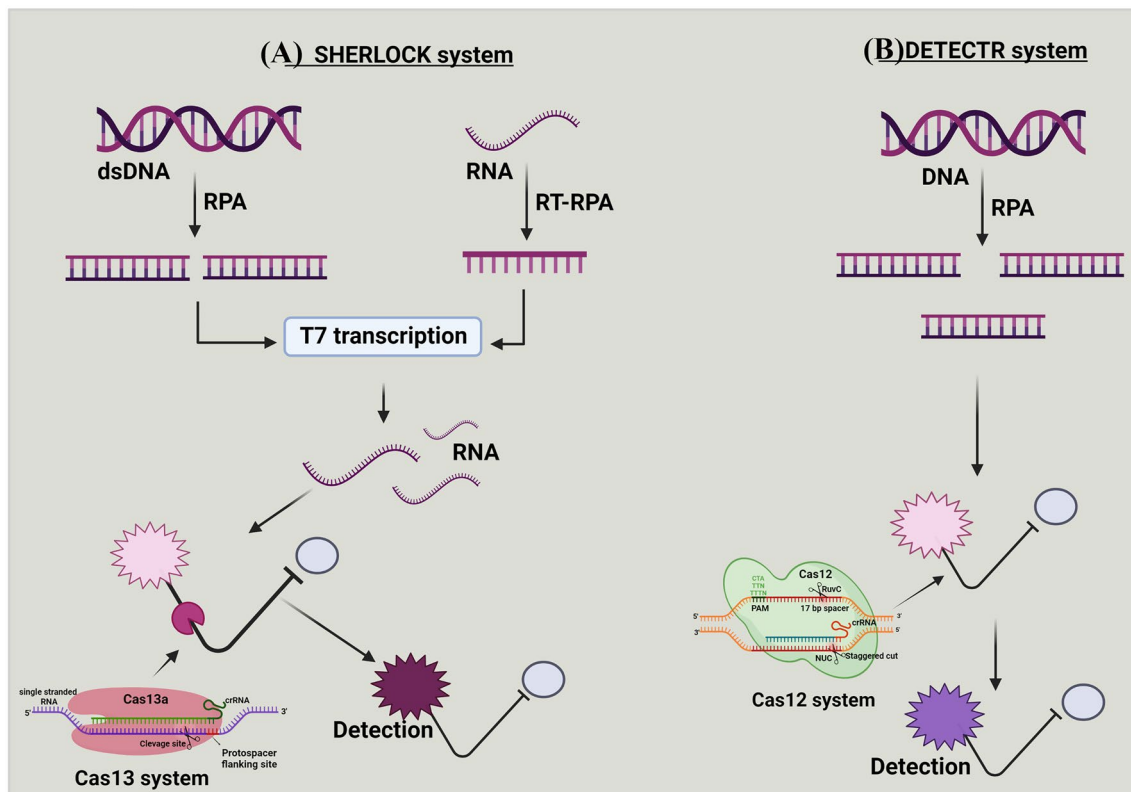 (A) SHERLOCK system
dsDNA
RPA
RNA
RT-RPA
T7 transcription
RNA
Detection
single stranded
RNA
5'
Cas13a
crRNA
3'
Clevage site
Protospacer
flanking site
Cas13 system
(B)DETECTR system
DNA
RPA
CTA
TTN
TTTN
PAM
Cas12
RuvC
17 bp spacer
5'
3'
crRNA
3'
5'
NUC
Staggered cut
Cas12 system
Detection